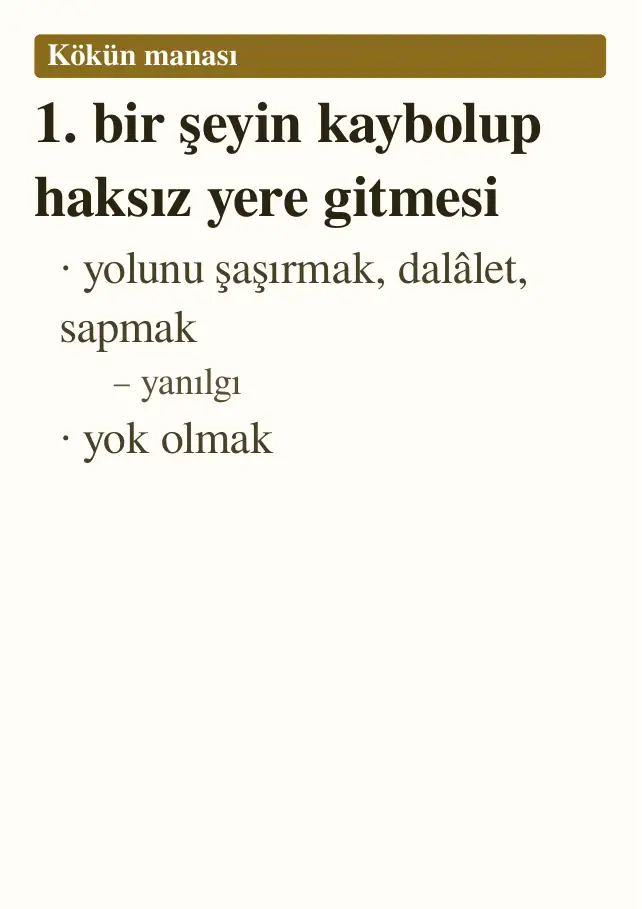 Kökün manası
1. bir şeyin kaybolup
haksız yere gitmesi
· yolunu şaşırmak, dalâlet,
sapmak
– yanılgı
· yok olmak